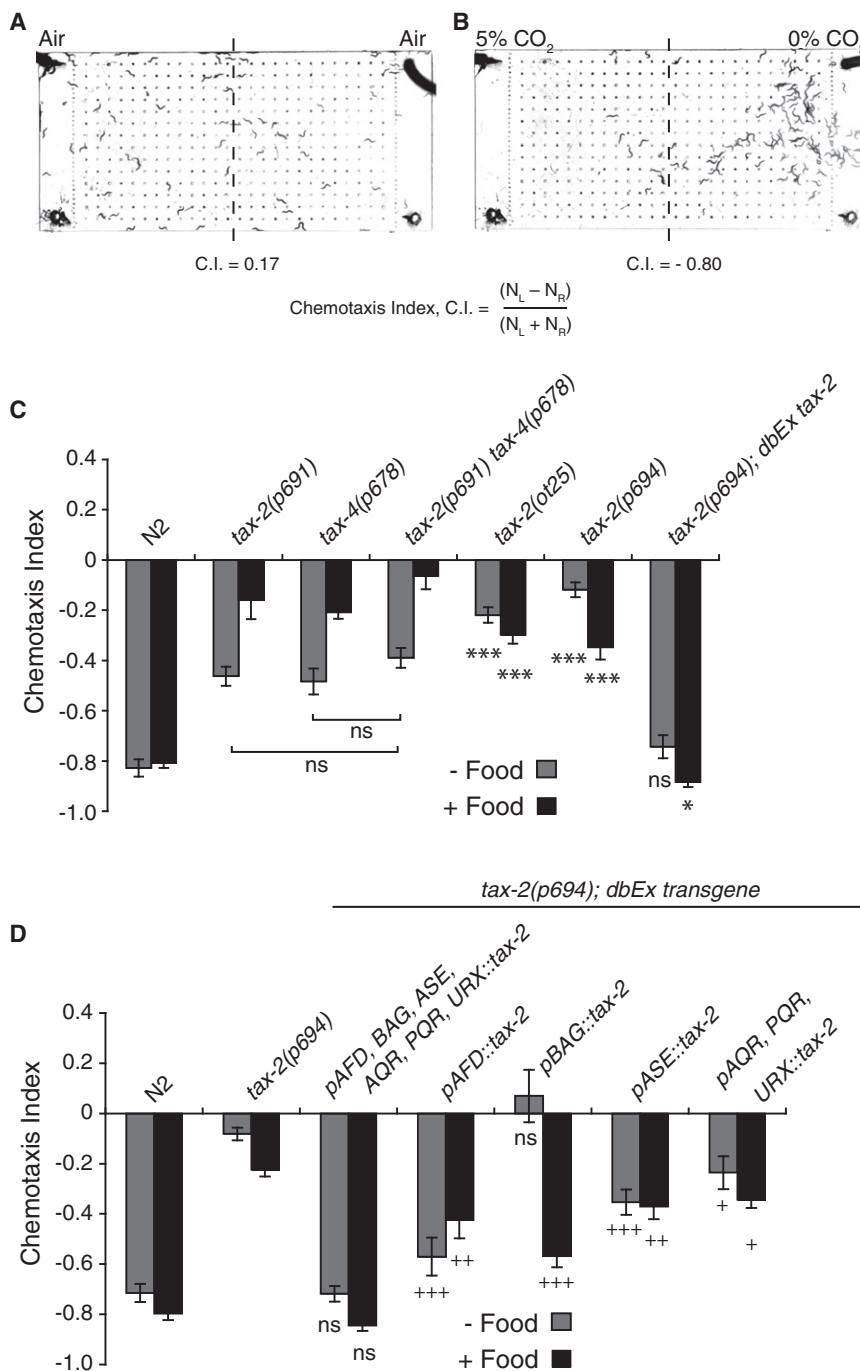 A
Air
Air
C.I. = 0.17
B
5% CO2
0% CO2
C.I. = - 0.80
Chemotaxis Index, C.I. = (NL – NR) / (NL + NR)
C
Chemotaxis Index
0.4
0.2
0
-0.2
-0.4
-0.6
-0.8
-1.0
N2
tax-2(p691)
tax-4(p678)
tax-2(p691) tax-4(p678)
tax-2(ot25)
tax-2(p694)
tax-2(p694); dbEx tax-2
*** ***
*** ***
ns
ns
ns
*
- Food
+ Food
tax-2(p694); dbEx transgene
D
Chemotaxis Index
0.4
0.2
0
-0.2
-0.4
-0.6
-0.8
-1.0
N2
tax-2(p694)
pAFD, BAG, ASE,
AQR, PQR, URX::tax-2
pAFD::tax-2
pBAG::tax-2
pASE::tax-2
pAQR, PQR,
URX::tax-2
ns
ns
+++
++
ns
+++
+++
++
+
+
- Food
+ Food